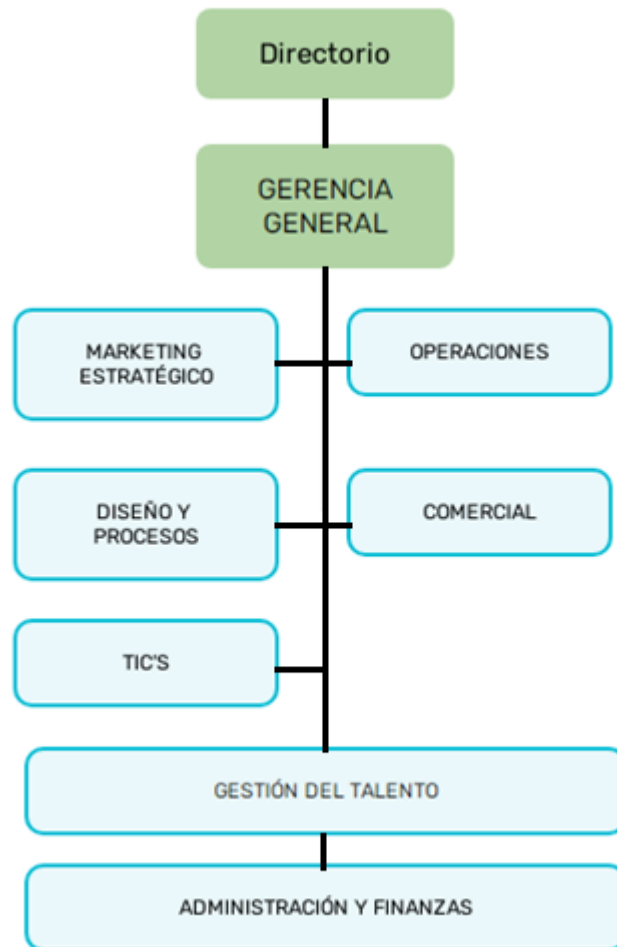 Directorio
GERENCIA
GENERAL
MARKETING
ESTRATÉGICO
OPERACIONES
DISEÑO Y
PROCESOS
COMERCIAL
TIC'S
GESTIÓN DEL TALENTO
ADMINISTRACIÓN Y FINANZAS